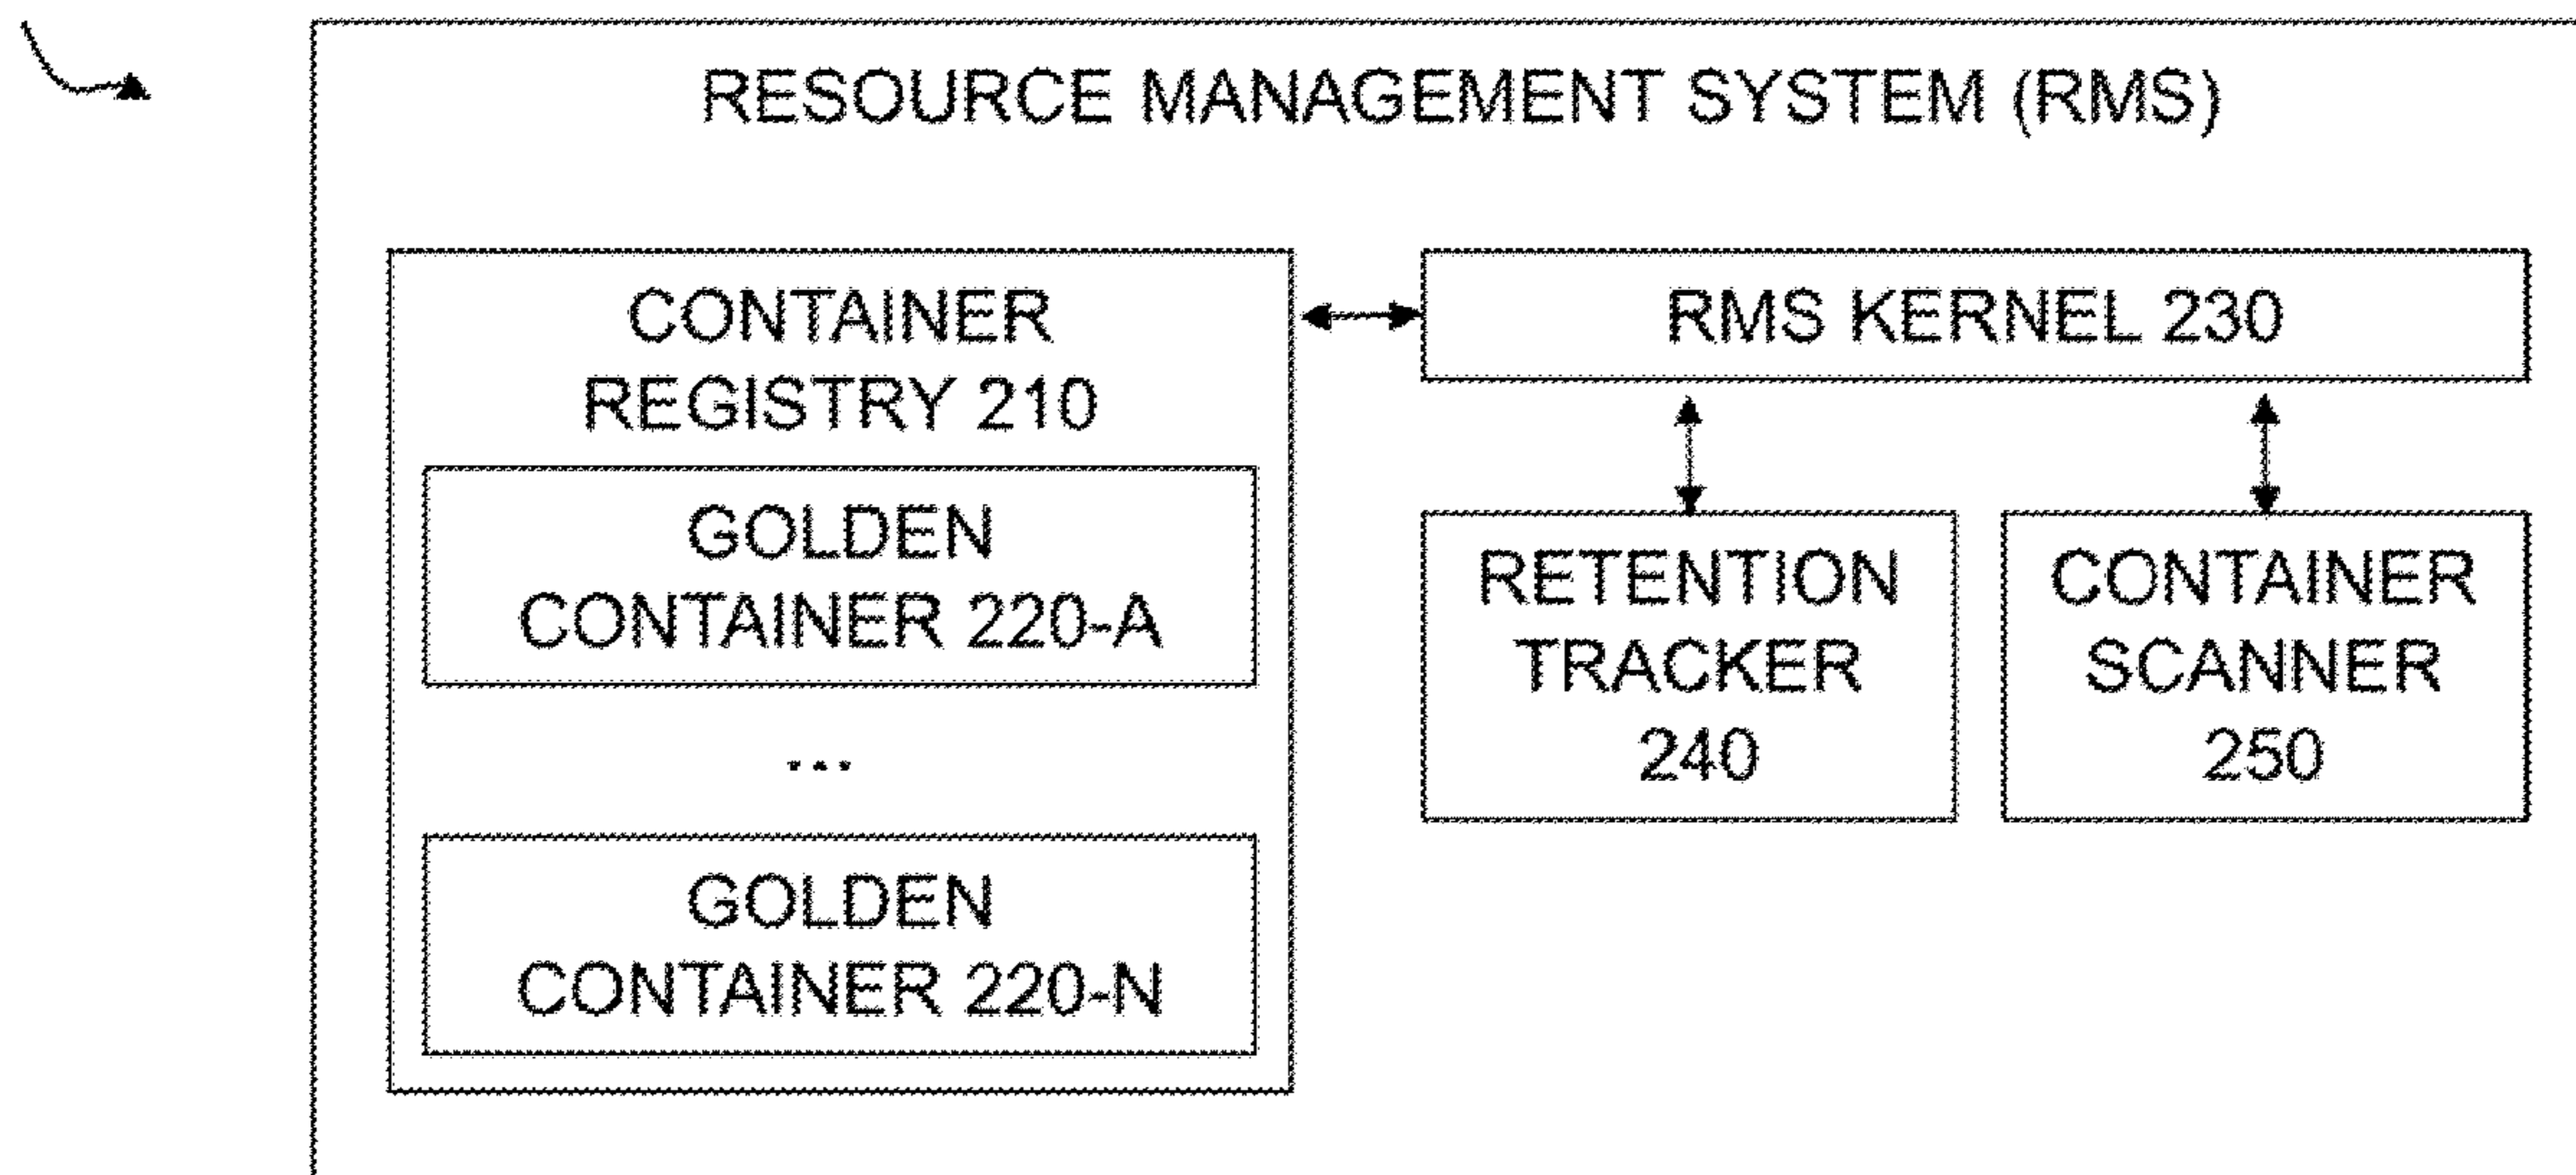 RESOURCE MANAGEMENT SYSTEM (RMS)
CONTAINER
REGISTRY 210
GOLDEN
CONTAINER 220-A
...
GOLDEN
CONTAINER 220-N
RMS KERNEL 230
RETENTION
TRACKER
240
CONTAINER
SCANNER
250